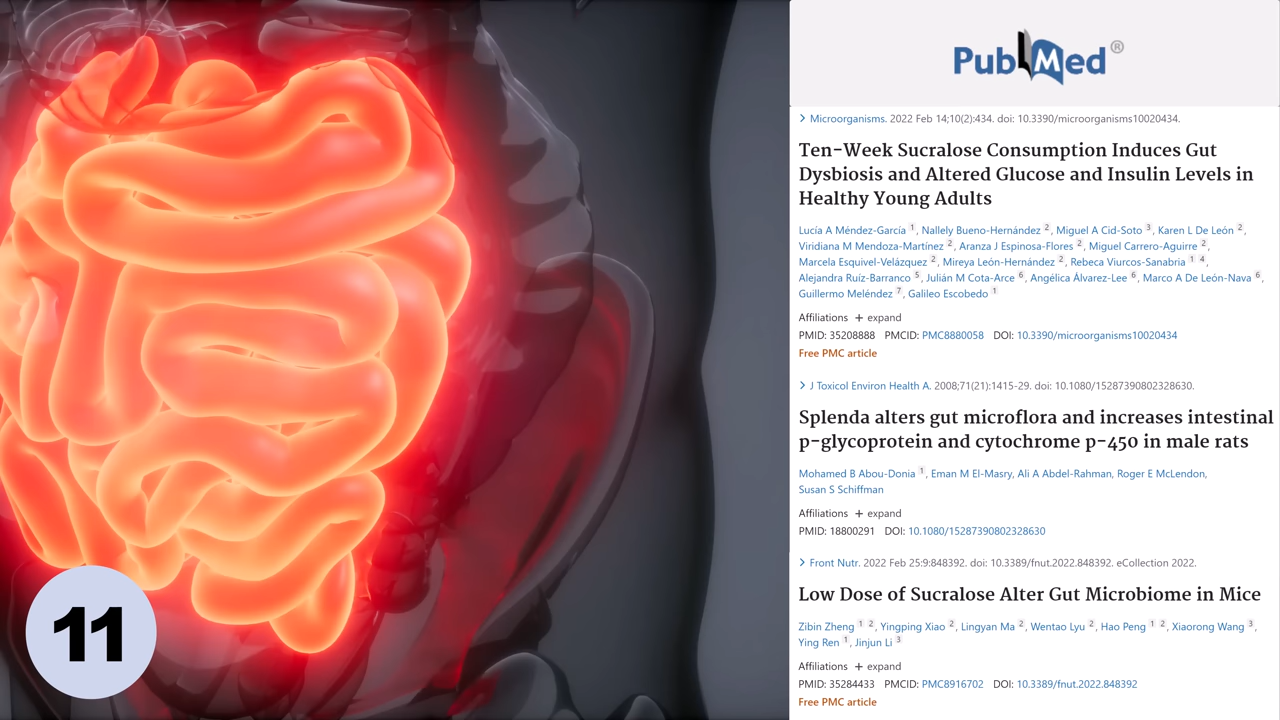 11
PubMed®
Microorganisms. 2022 Feb 14;10(2):434. doi: 10.3390/microorganisms10020434.
Ten-Week Sucralose Consumption Induces Gut
Dysbiosis and Altered Glucose and Insulin Levels in
Healthy Young Adults
Lucía A Méndez-García 1, Nallely Bueno-Hernández 2, Miguel A Cid-Soto 3, Karen L De León 2,
Viridiana M Mendoza-Martínez 2, Aranza J Espinosa-Flores 2, Miguel Carrero-Aguirre 2,
Marcela Esquivel-Velázquez 2, Mireya León-Hernández 2, Rebeca Viurcos-Sanabria 1 4,
Alejandra Ruíz-Barranco 5, Julián M Cota-Arce 6, Angélica Álvarez-Lee 6, Marco A De León-Nava 6,
Guillermo Meléndez 7, Galileo Escobedo 1
Affiliations + expand
PMID: 35208888 PMCID: PMC8880058 DOI: 10.3390/microorganisms10020434
Free PMC article
J Toxicol Environ Health A. 2008;71(21):1415-29. doi: 10.1080/15287390802328630.
Splenda alters gut microflora and increases intestinal
p-glycoprotein and cytochrome p-450 in male rats
Mohamed B Abou-Donia 1, Eman M El-Masry, Ali A Abdel-Rahman, Roger E McLendon,
Susan S Schiffman
Affiliations + expand
PMID: 18800291 DOI: 10.1080/15287390802328630
Front Nutr. 2022 Feb 25:9:848392. doi: 10.3389/fnut.2022.848392. eCollection 2022.
Low Dose of Sucralose Alter Gut Microbiome in Mice
Zibin Zheng 1 2, Yingping Xiao 2, Lingyan Ma 2, Wentao Lyu 2, Hao Peng 1 2, Xiaorong Wang 3,
Ying Ren 1, Jinjun Li 3
Affiliations + expand
PMID: 35284433 PMCID: PMC8916702 DOI: 10.3389/fnut.2022.848392
Free PMC article